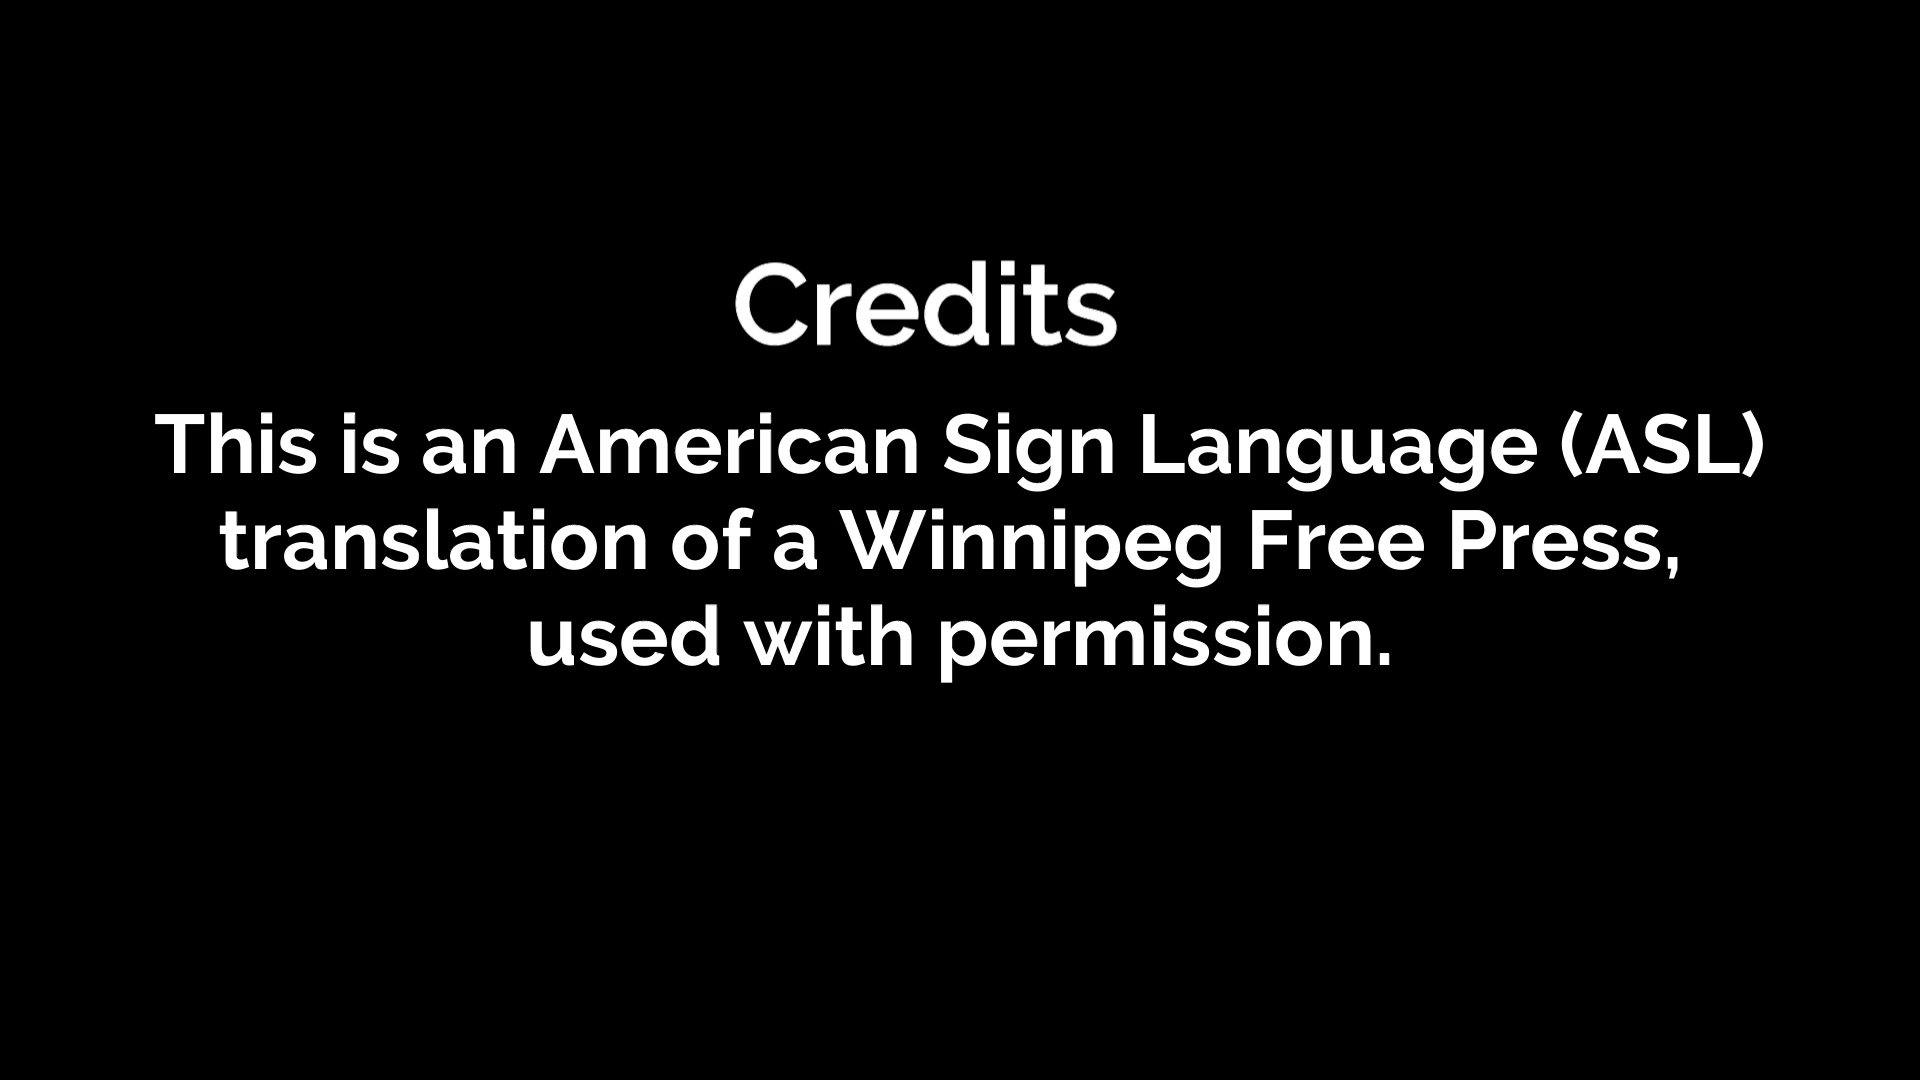 Credits
This is an American Sign Language (ASL)
translation of a Winnipeg Free Press,
used with permission.